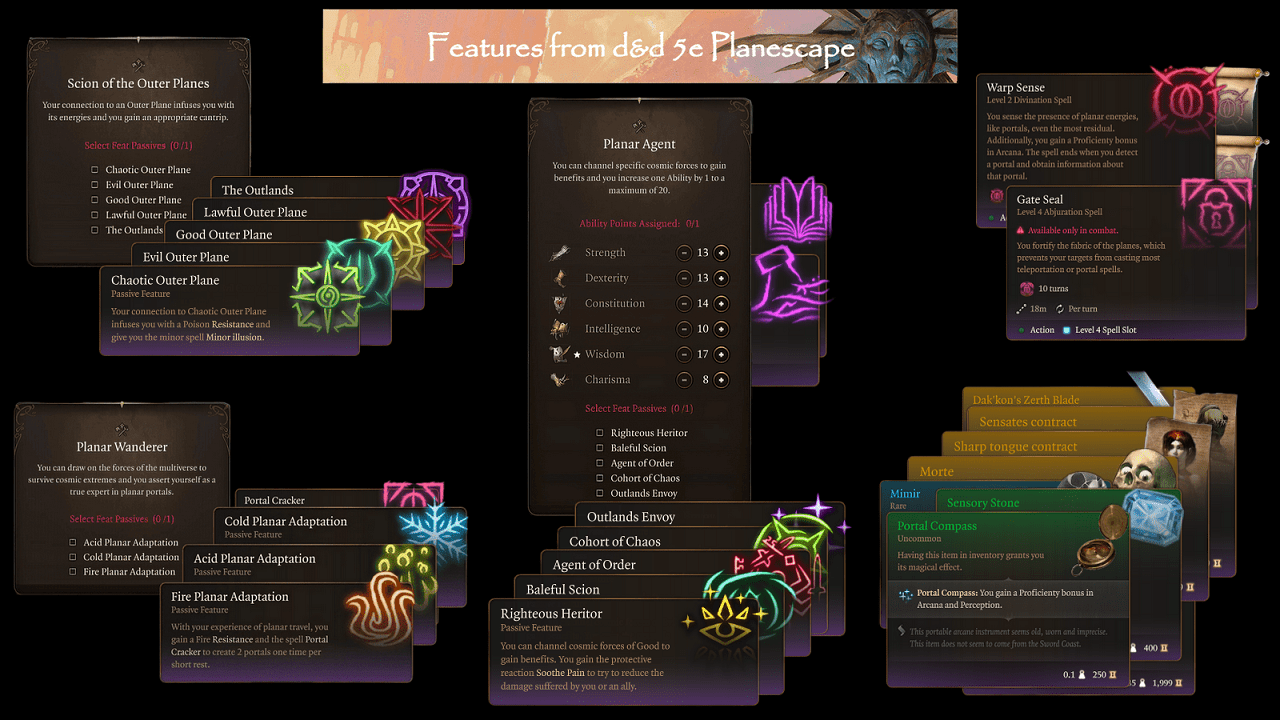 Features from d&d 5e Planescape
Scion of the Outer Planes
Your connection to an Outer Plane infuses you with
its energies and you gain an appropriate cantrip.
Select Feat Passives (0/1)
Chaotic Outer Plane
Evil Outer Plane
Good Outer Plane
Lawful Outer Plane
The Outlands
The Outlands
Lawful Outer Plane
Good Outer Plane
Evil Outer Plane
Chaotic Outer Plane
Passive Feature
Your connection to Chaotic Outer Plane
infuses you with a Poison Resistance and
give you the minor spell Minor illusion.
Planar Wanderer
You can draw on the forces of the multiverse to
survive cosmic extremes and you assert yourself as a
true expert in planar portals.
Select Feat Passives (0/1)
Acid Planar Adaptation
Cold Planar Adaptation
Fire Planar Adaptation
Portal Cracker
Cold Planar Adaptation
Passive Feature
Acid Planar Adaptation
Passive Feature
Fire Planar Adaptation
Passive Feature
With your experience of planar travel, you
gain a Fire Resistance and the spell Portal
Cracker to create 2 portals one time per
short rest.
Planar Agent
You can channel specific cosmic forces to gain
benefits and you increase one Ability by 1 to a
maximum of 20.
Ability Points Assigned: 0/1
Strength 13
Dexterity 13
Constitution 14
Intelligence 10
Wisdom 17
Charisma 8
Select Feat Passives (0/1)
Righteous Heritor
Baleful Scion
Agent of Order
Cohort of Chaos
Outlands Envoy
Outlands Envoy
Cohort of Chaos
Agent of Order
Baleful Scion
Righteous Heritor
Passive Feature
You can channel cosmic forces of Good to
gain benefits. You gain the protective
reaction Soothe Pain to try to reduce the
damage suffered by you or an ally.
Warp Sense
Level 2 Divination Spell
You sense the presence of planar energies,
like portals, even the most residual.
Additionally, you gain a Proficienty bonus
in Arcana. The spell ends when you detect
a portal and obtain information about
that portal.
A
Gate Seal
Level 4 Abjuration Spell
Available only in combat.
You fortify the fabric of the planes, which
prevents your targets from casting most
teleportation or portal spells.
10 turns
18m Per turn
Action Level 4 Spell Slot
Dak'kon's Zerth Blade
Sensates contract
Sharp tongue contract
Morte
Mimir
Rare
Sensory Stone
Portal Compass
Uncommon
Having this item in inventory grants you
its magical effect.
Portal Compass: You gain a Proficienty bonus in
Arcana and Perception.
This portable arcane instrument seems old, worn and imprecise.
This item does not seem to come from the Sword Coast.
400
0.1 250
1,999